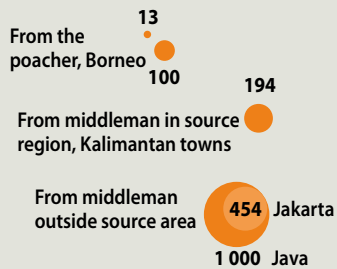 13
From the
poacher, Borneo
100
194
From middleman in source
region, Kalimantan towns
From middleman
outside source area
454 Jakarta
1 000 Java